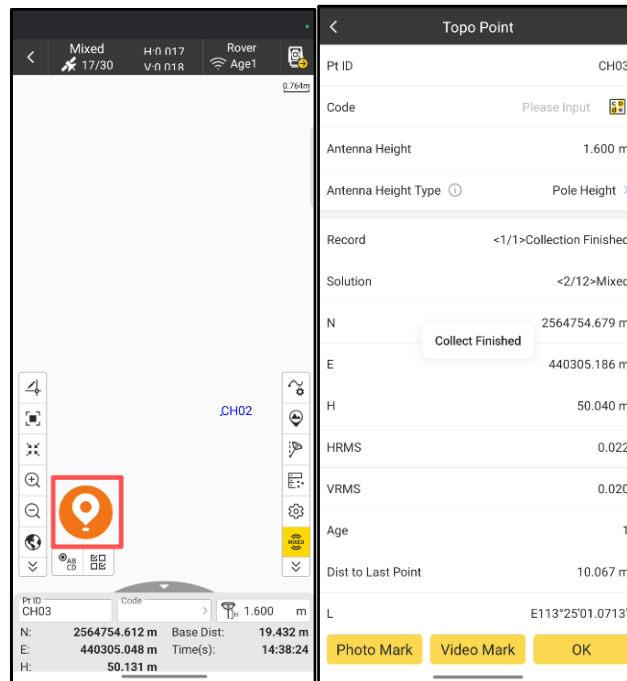 Mixed
17/30
H:0.017
V:0.018
Rover
Age1
0.764m
CH02
MIXED
AB
CD
Pt ID
CH03
Code
1.600 m
N: 2564754.612 m Base Dist: 19.432 m
E: 440305.048 m Time(s): 14:38:24
H: 50.131 m
Topo Point
Pt ID CH03
Code Please Input
Antenna Height 1.600 m
Antenna Height Type Pole Height
Record <1/1>Collection Finished
Solution <2/12>Mixed
N 2564754.679 m
Collect Finished
E 440305.186 m
H 50.040 m
HRMS 0.022
VRMS 0.020
Age 1
Dist to Last Point 10.067 m
L E113°25'01.0713"
Photo Mark Video Mark OK